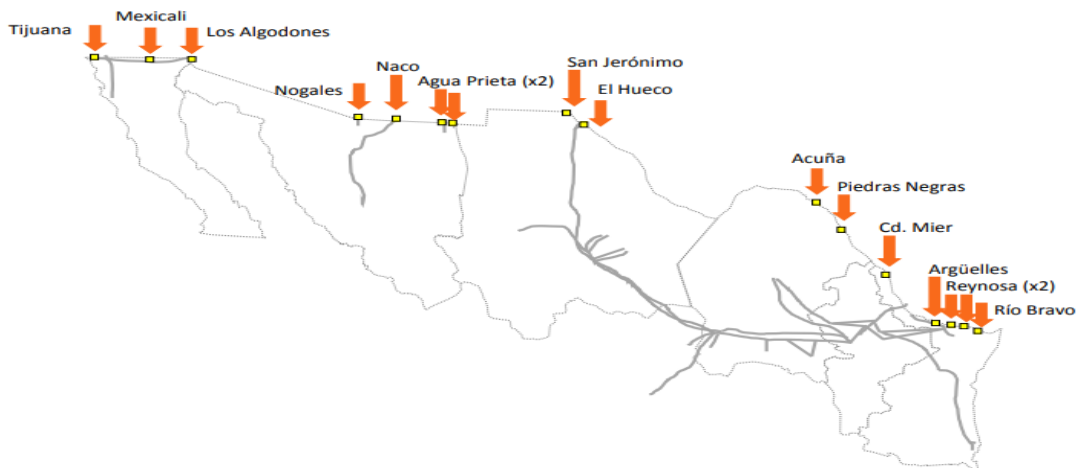 Tijuana
Mexicali
Los Algodones
Nogales
Naco
Agua Prieta (x2)
San Jerónimo
El Hueco
Acuña
Piedras Negras
Cd. Mier
Argüelles
Reynosa (x2)
Río Bravo